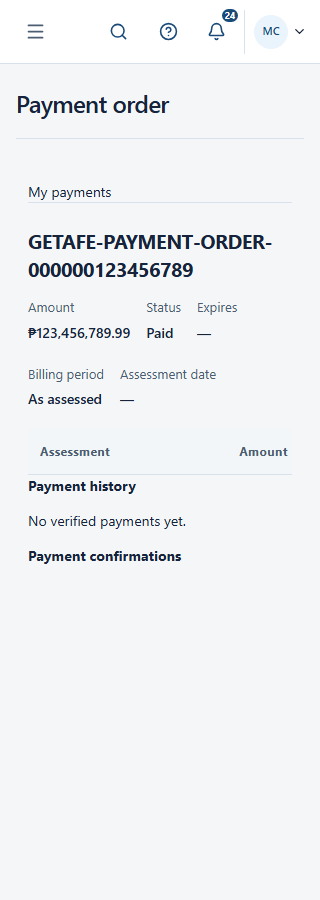 24
MC
Payment order
My payments
GETAFE-PAYMENT-ORDER-
000000123456789
Amount Status Expires
₱123,456,789.99 Paid —
Billing period Assessment date
As assessed —
Assessment Amount
Payment history
No verified payments yet.
Payment confirmations